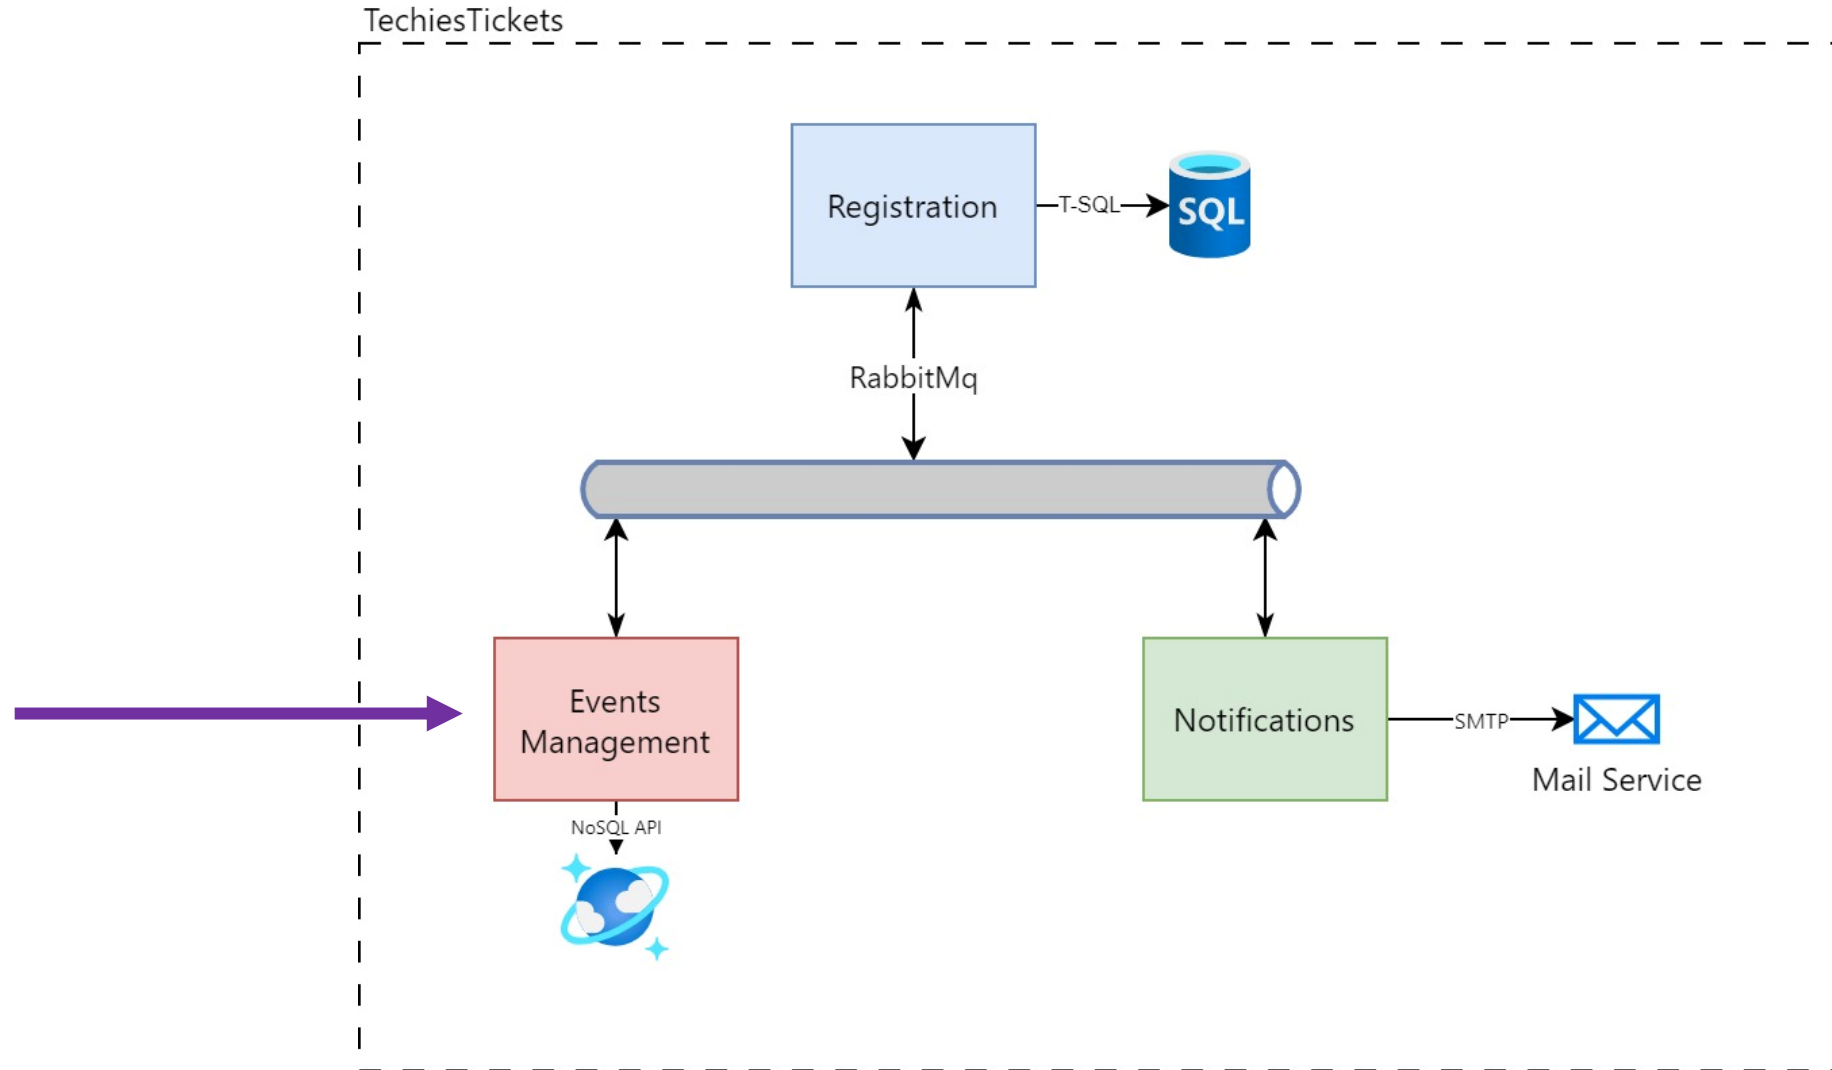 TechiesTickets
Registration
T-SQL
SQL
RabbitMq
Events
Management
Notifications
SMTP
Mail Service
NoSQL API